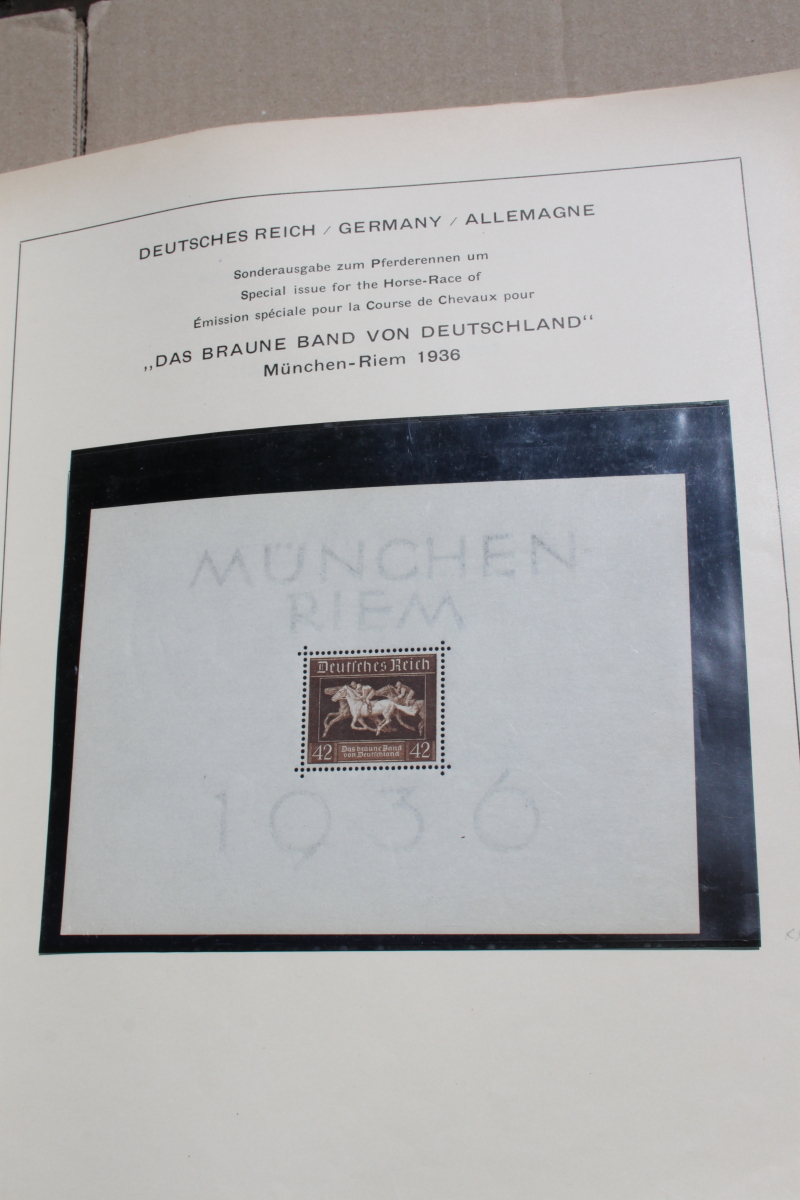 DEUTSCHES REICH / GERMANY / ALLEMAGNE
Sonderausgabe zum Pferderennen um
Special issue for the Horse-Race of
Émission spéciale pour la Course de Chevaux pour
„DAS BRAUNE BAND VON DEUTSCHLAND“
München-Riem 1936
MÜNCHEN
RIEM
Deutsches Reich
42 Das braune Band 42
von Deutschland
1936